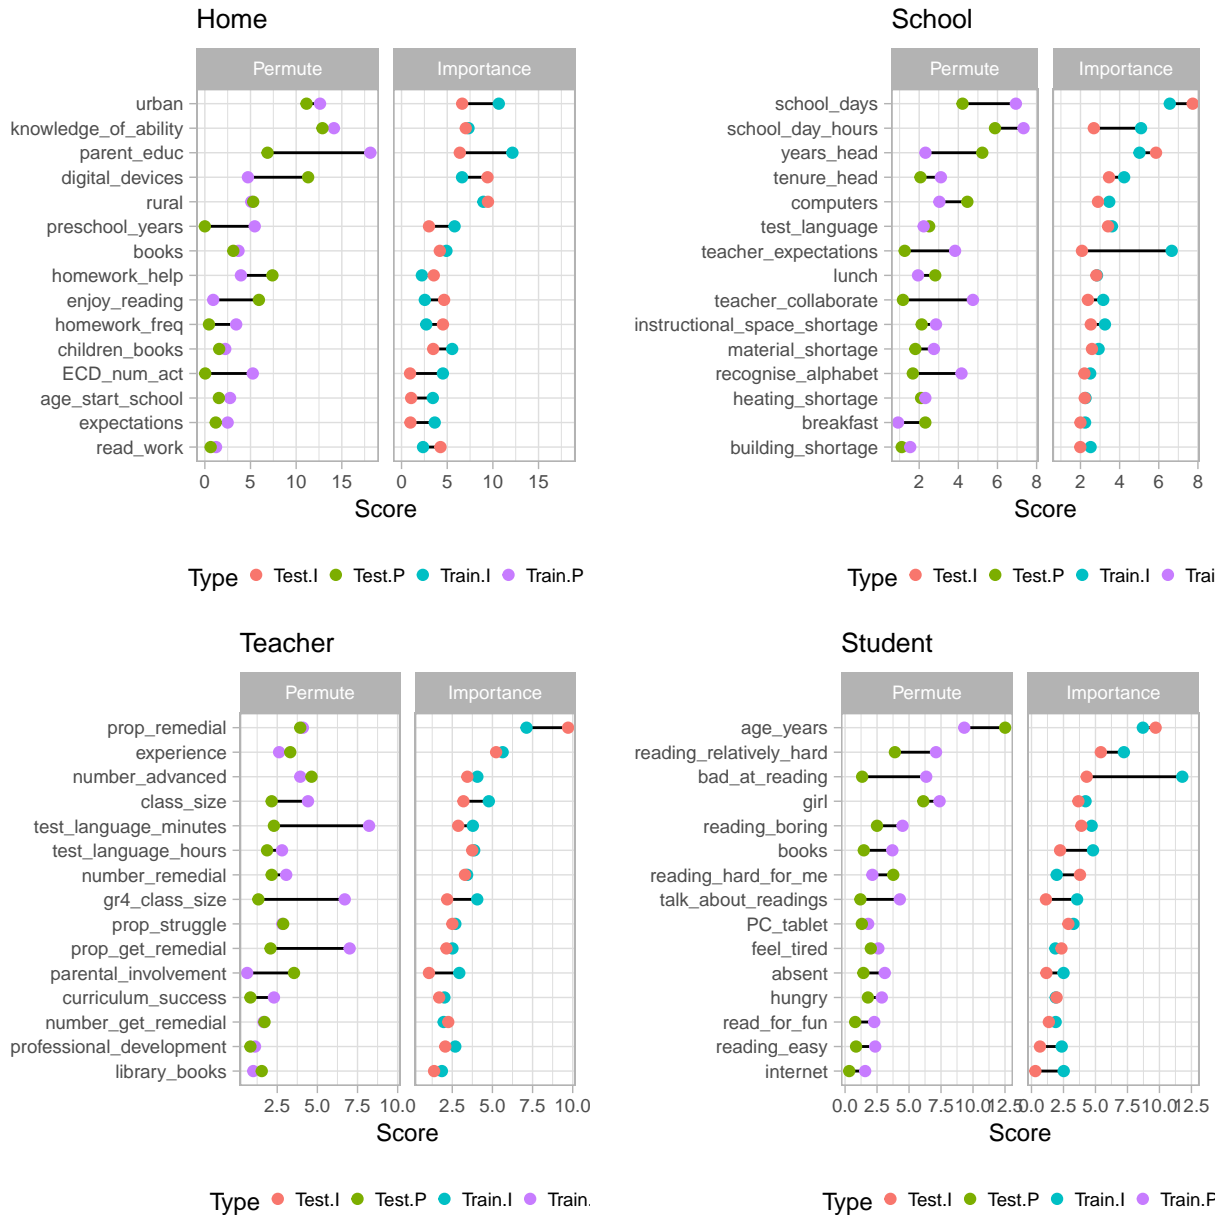 Home
Permute
Importance
urban
knowledge_of_ability
parent_educ
digital_devices
rural
preschool_years
books
homework_help
enjoy_reading
homework_freq
children_books
ECD_num_act
age_start_school
expectations
read_work
0 5 10 15
0 5 10 15
Score
Type Test.I Test.P Train.I Train.P
School
Permute
Importance
school_days
school_day_hours
years_head
tenure_head
computers
test_language
teacher_expectations
lunch
teacher_collaborate
instructional_space_shortage
material_shortage
recognise_alphabet
heating_shortage
breakfast
building_shortage
2 4 6 8
2 4 6 8
Score
Type Test.I Test.P Train.I Trai
Teacher
Permute
Importance
prop_remedial
experience
number_advanced
class_size
test_language_minutes
test_language_hours
number_remedial
gr4_class_size
prop_struggle
prop_get_remedial
parental_involvement
curriculum_success
number_get_remedial
professional_development
library_books
2.5 5.0 7.5 10.0
2.5 5.0 7.5 10.0
Score
Type Test.I Test.P Train.I Train.
Student
Permute
Importance
age_years
reading_relatively_hard
bad_at_reading
girl
reading_boring
books
reading_hard_for_me
talk_about_readings
PC_tablet
feel_tired
absent
hungry
read_for_fun
reading_easy
internet
0.0 2.5 5.0 7.5 10.0 12.5
0.0 2.5 5.0 7.5 10.0 12.5
Score
Type Test.I Test.P Train.I Train.P